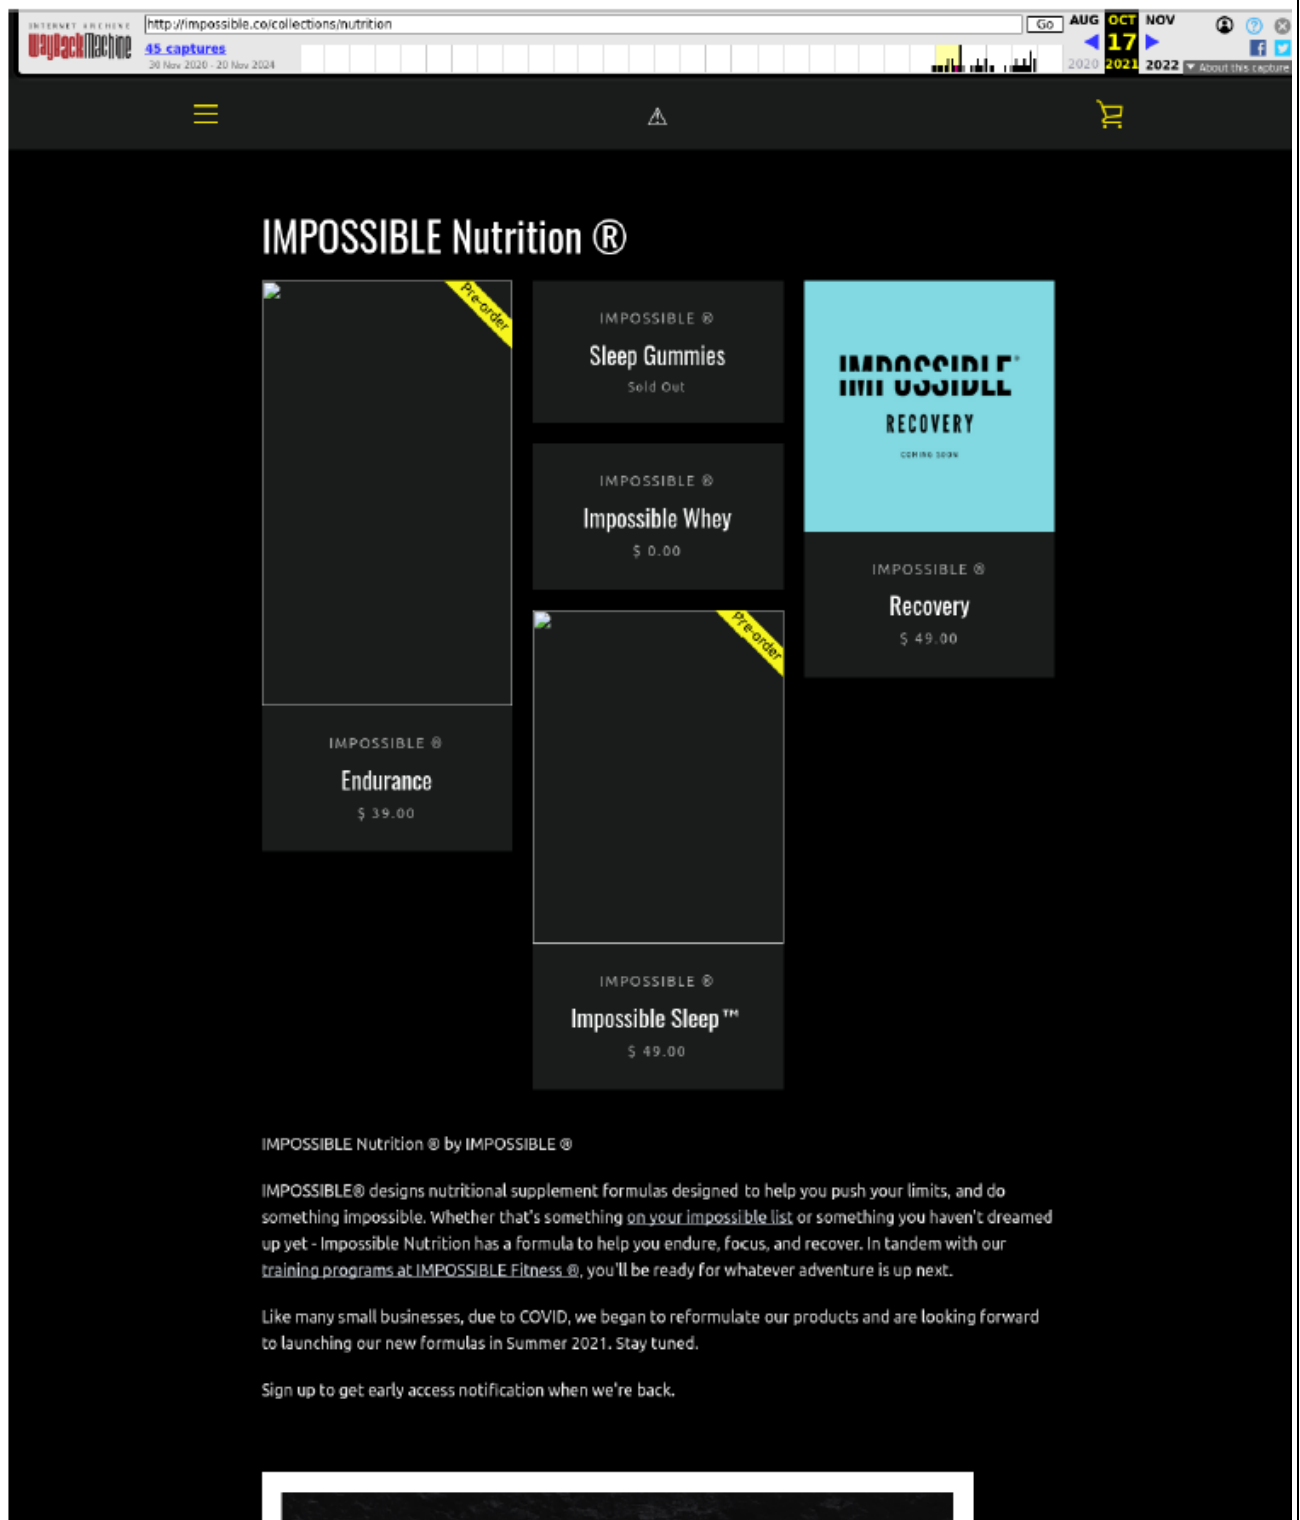 INTERNET ARCHIVE
WayBackMachine
http://impossible.co/collections/nutrition
Go
45 captures
30 Nov 2020 - 20 Nov 2024
AUG OCT NOV
17
2020 2021 2022
About this capture
IMPOSSIBLE Nutrition ®
Pre-order
IMPOSSIBLE ®
Endurance
$ 39.00
IMPOSSIBLE ®
Sleep Gummies
Sold Out
IMPOSSIBLE ®
Impossible Whey
$ 0.00
Pre-order
IMPOSSIBLE ®
Impossible Sleep™
$ 49.00
IMPOSSIBLE®
RECOVERY
COMING SOON
IMPOSSIBLE ®
Recovery
$ 49.00
IMPOSSIBLE Nutrition ® by IMPOSSIBLE ®
IMPOSSIBLE® designs nutritional supplement formulas designed to help you push your limits, and do
something impossible. Whether that's something on your impossible list or something you haven't dreamed
up yet - Impossible Nutrition has a formula to help you endure, focus, and recover. In tandem with our
training programs at IMPOSSIBLE Fitness ®, you'll be ready for whatever adventure is up next.
Like many small businesses, due to COVID, we began to reformulate our products and are looking forward
to launching our new formulas in Summer 2021. Stay tuned.
Sign up to get early access notification when we're back.